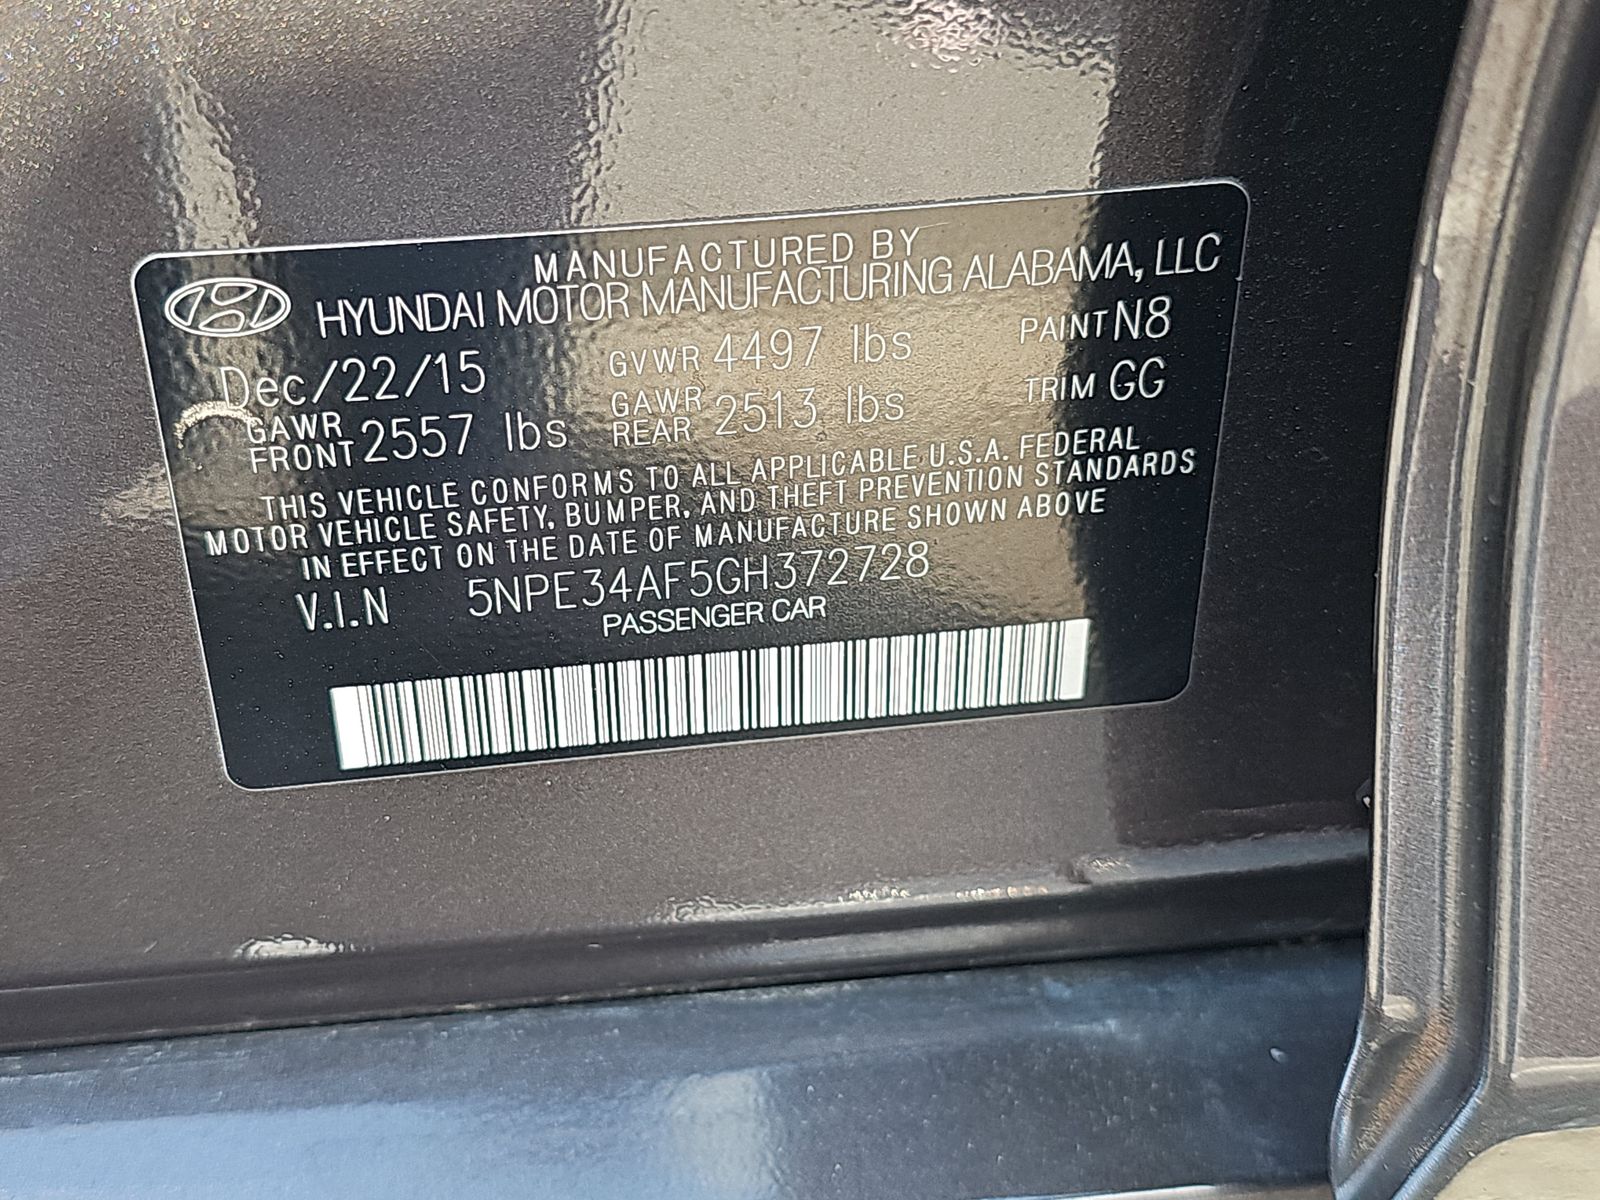 MANUFACTURED BY
HYUNDAI MOTOR MANUFACTURING ALABAMA, LLC
Dec/22/15 GVWR 4497 lbs PAINT N8
GAWR FRONT 2557 lbs GAWR REAR 2513 lbs TRIM GG
THIS VEHICLE CONFORMS TO ALL APPLICABLE U.S.A. FEDERAL
MOTOR VEHICLE SAFETY, BUMPER, AND THEFT PREVENTION STANDARDS
IN EFFECT ON THE DATE OF MANUFACTURE SHOWN ABOVE
V.I.N 5NPE34AF5GH372728
PASSENGER CAR